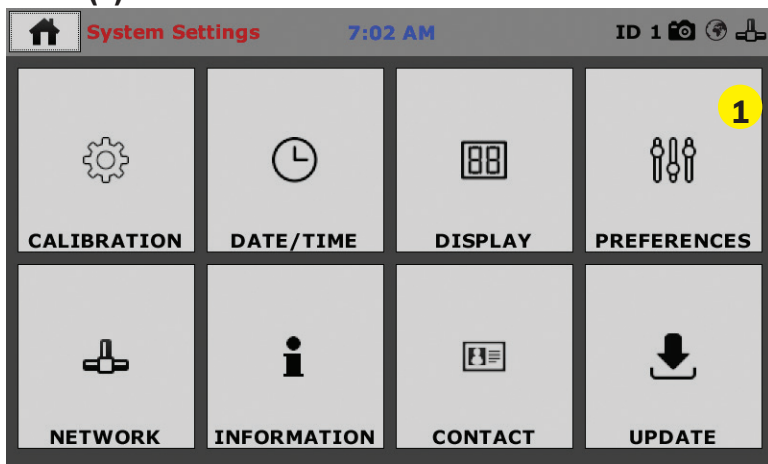 System Settings 7:02 AM ID 1
1
CALIBRATION DATE/TIME DISPLAY PREFERENCES
NETWORK INFORMATION CONTACT UPDATE